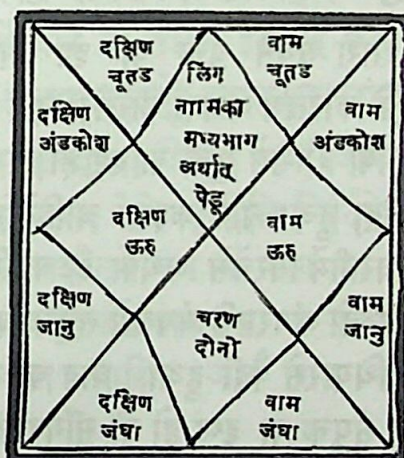 दक्षिण
चूतड
वाम
चूतड
लिंग
नाामका
मध्यभाग
अर्थात्
पेडू
दक्षिण
अंडकोश
वाम
अंडकोश
दक्षिण
ऊरु
वाम
ऊरु
दक्षिण
जानु
चरण
दोनो
वाम
जानु
दक्षिण
जंघा
वाम
जंघा